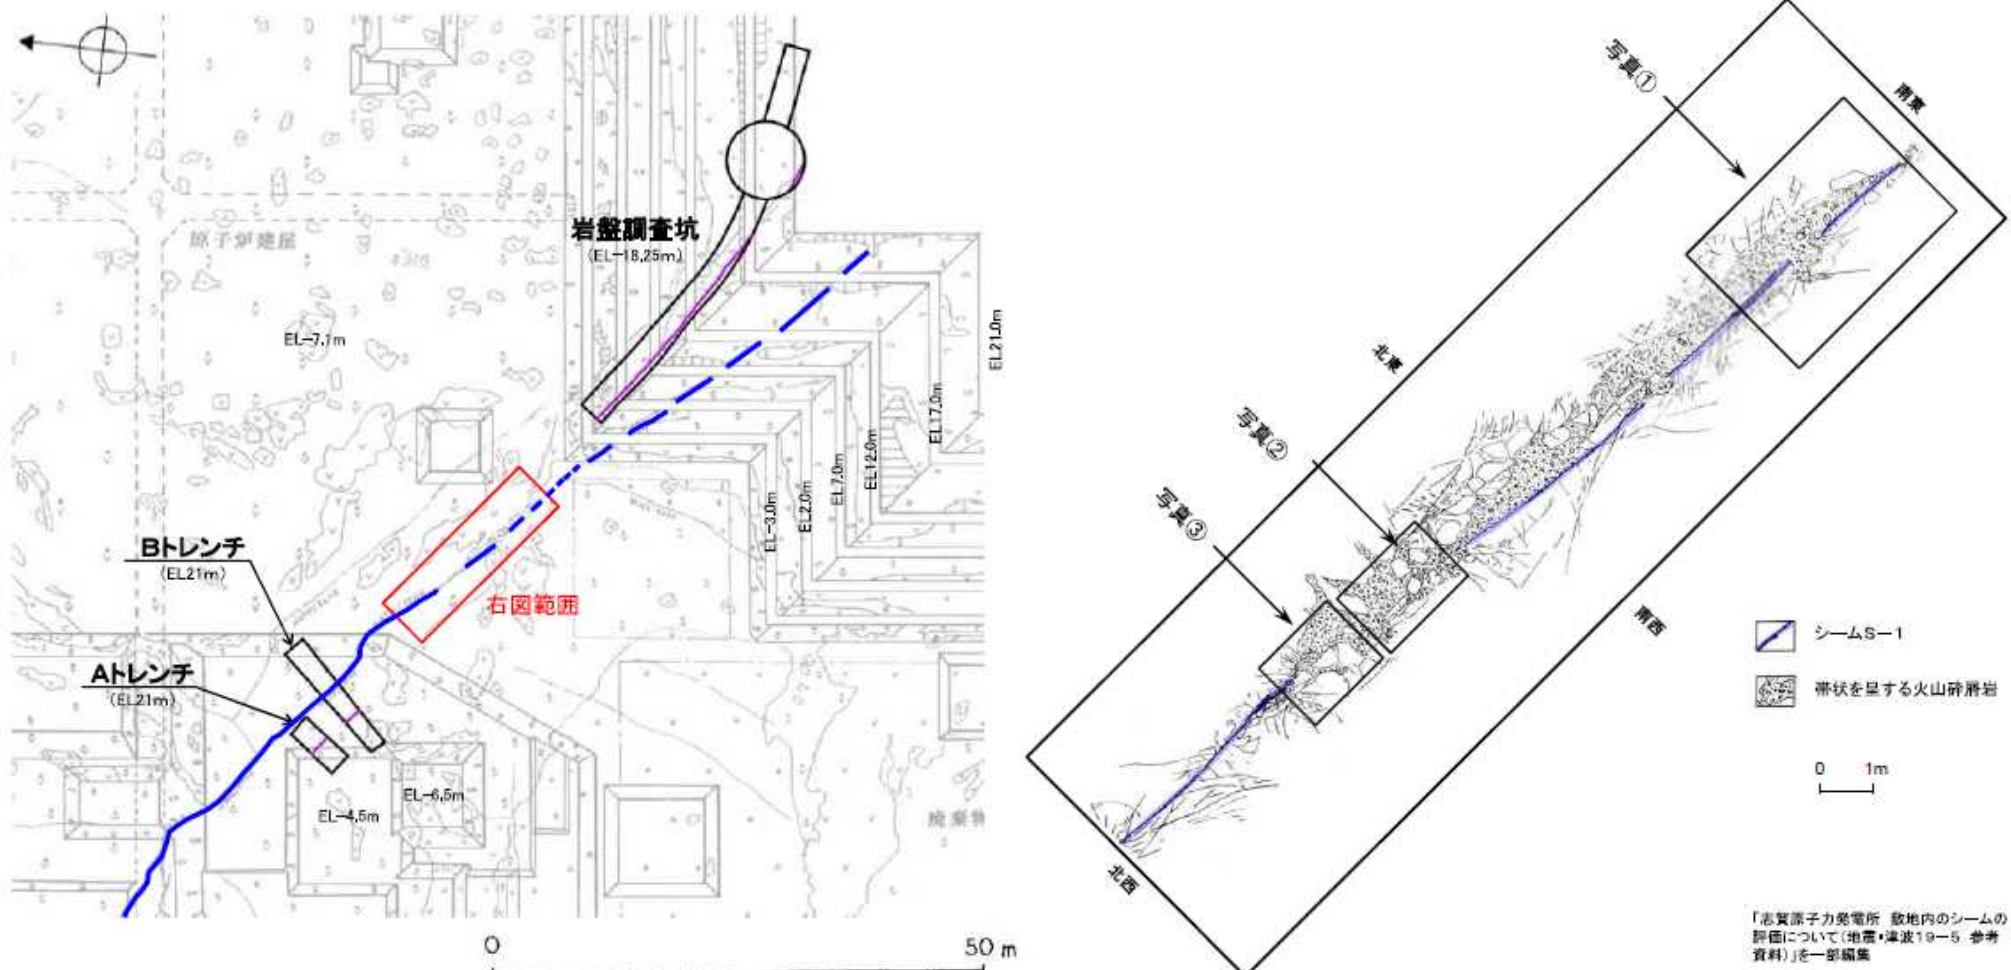 原子炉建屋
岩盤調査坑
(EL-18.25m)
EL-7.1m
EL21.0m
EL17.0m
EL12.0m
EL7.0m
EL2.0m
EL-3.0m
Bトレンチ
(EL21m)
右図範囲
Aトレンチ
(EL21m)
EL-6.5m
EL-4.5m
廃棄物
0 50 m
写真①
南東
北東
写真②
写真③
南西
北西
シームS-1
帯状を呈する火山砕屑岩
0 1m
「志賀原子力発電所 敷地内のシームの
評価について(地震・津波19-5 参考
資料)」を一部編集